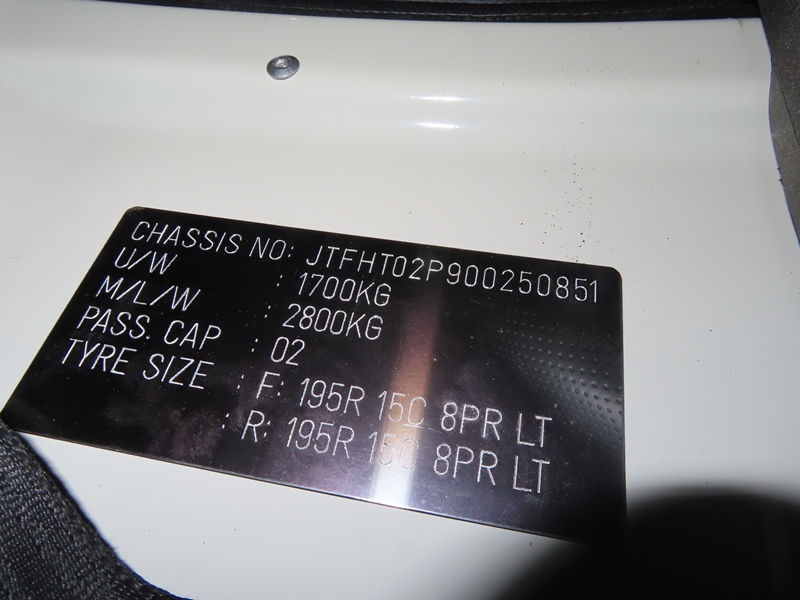 CHASSIS NO: JTFHT02P900250851
U/W : 1700KG
M/L/W : 2800KG
PASS. CAP : 02
TYRE SIZE : F: 195R 15C 8PR LT
: R: 195R 15C 8PR LT